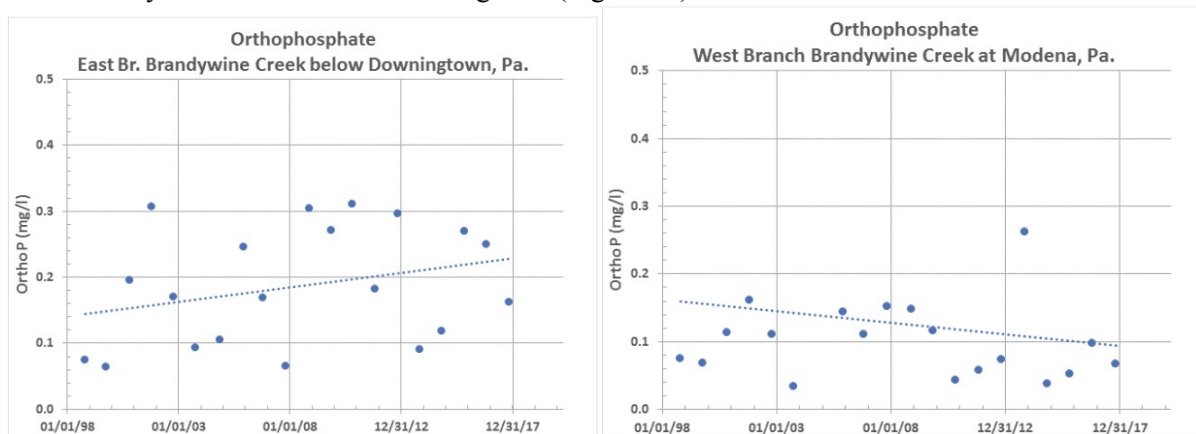 Orthophosphate
East Br. Brandywine Creek below Downingtown, Pa.
0.5
0.4
0.3
0.2
0.1
0.0
Ortho P (mg/l)
01/01/98 01/01/03 01/01/08 12/31/12 12/31/17
Orthophosphate
West Branch Brandywine Creek at Modena, Pa.
0.5
0.4
0.3
0.2
0.1
0.0
Ortho P (mg/l)
01/01/98 01/01/03 01/01/08 12/31/12 12/31/17